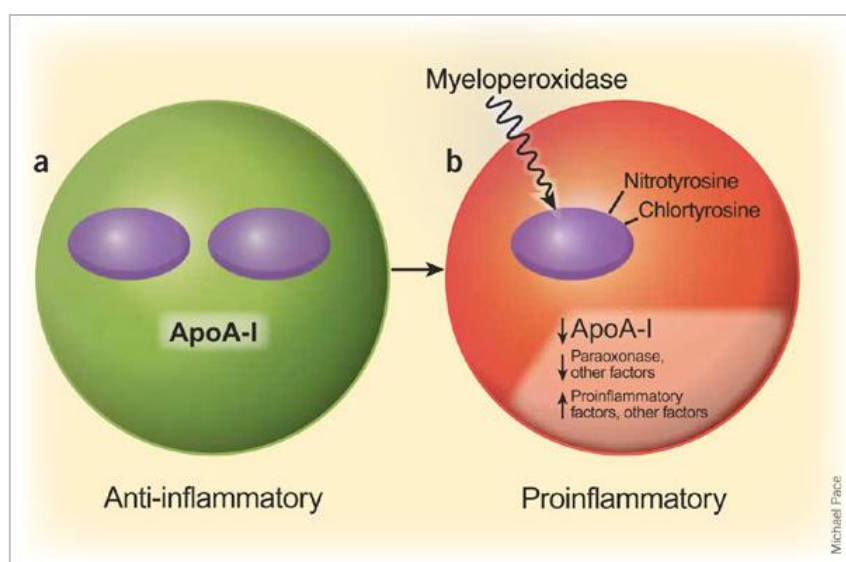 Myeloperoxidase
a
b
Nitrotyrosine
Chlortyrosine
ApoA-I
↓ ApoA-I
↓ Paraoxonase,
other factors
↑ Proinflammatory
factors, other factors
Anti-inflammatory
Proinflammatory
Michael Pace